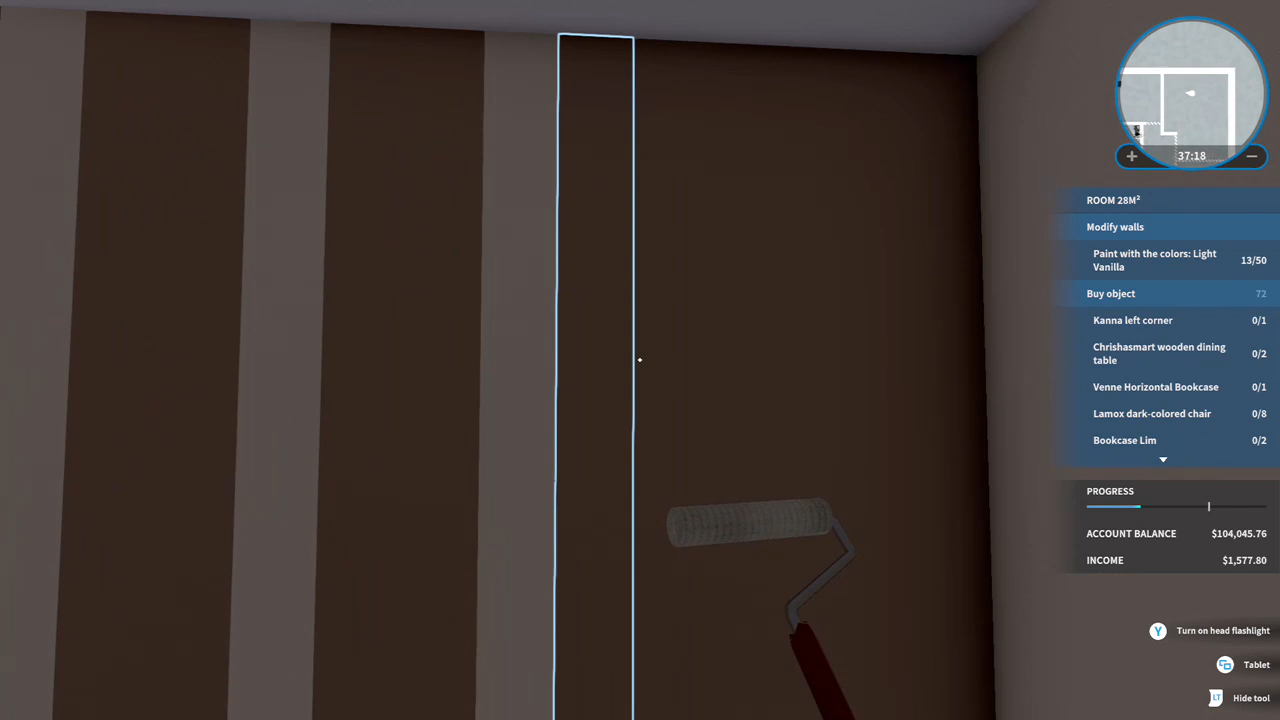 37:18
ROOM 28M²
Modify walls
Paint with the colors: Light
Vanilla
13/50
Buy object 72
Kanna left corner 0/1
Chrishasmart wooden dining
table
0/2
Venne Horizontal Bookcase 0/1
Lamox dark-colored chair 0/8
Bookcase Lim 0/2
PROGRESS
ACCOUNT BALANCE $104,045.76
INCOME $1,577.80
Y Turn on head flashlight
Tablet
LT Hide tool